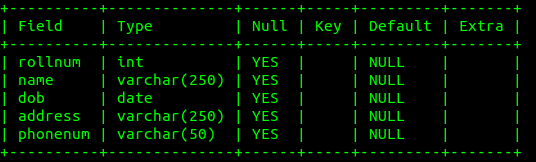 +----------+--------------+------+-----+---------+-------+
| Field    | Type         | Null | Key | Default | Extra |
+----------+--------------+------+-----+---------+-------+
| rollnum  | int          | YES  |     | NULL    |       |
| name     | varchar(250) | YES  |     | NULL    |       |
| dob      | date         | YES  |     | NULL    |       |
| address  | varchar(250) | YES  |     | NULL    |       |
| phonenum | varchar(50)  | YES  |     | NULL    |       |
+----------+--------------+------+-----+---------+-------+